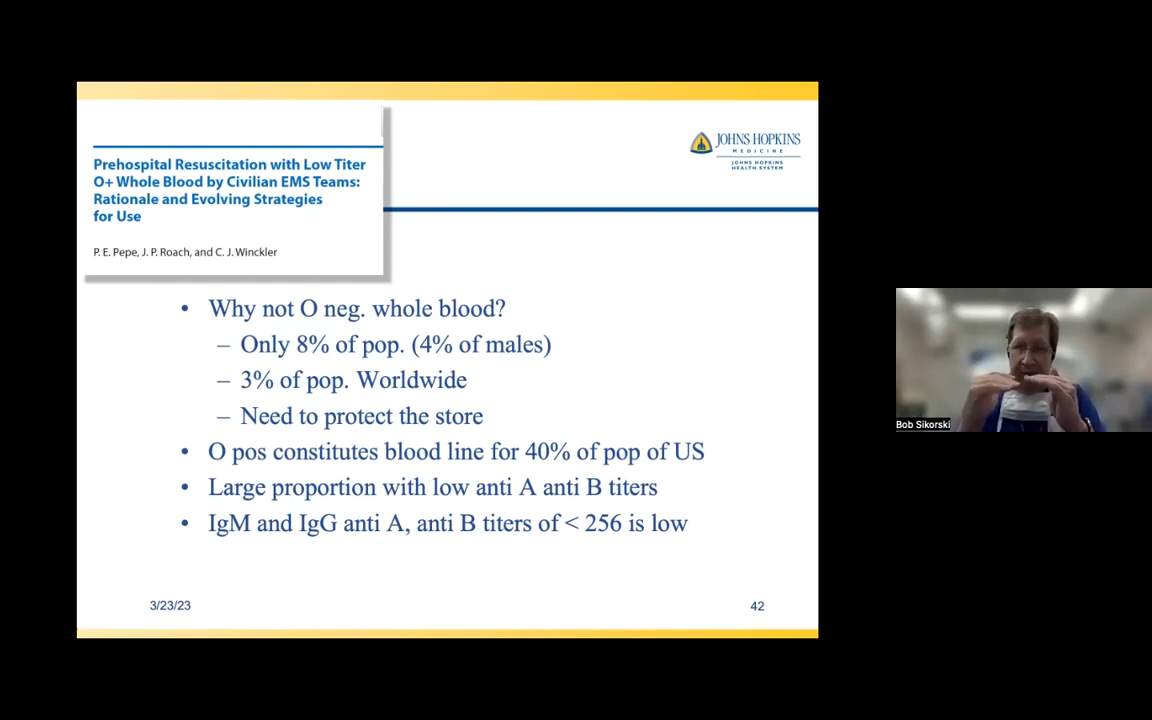 Prehospital Resuscitation with Low Titer
O+ Whole Blood by Civilian EMS Teams:
Rationale and Evolving Strategies
for Use
P. E. Pepe, J. P. Roach, and C. J. Winckler
JOHNS HOPKINS
MEDICINE
JOHNS HOPKINS
HEALTH SYSTEM
• Why not O neg. whole blood?
– Only 8% of pop. (4% of males)
– 3% of pop. Worldwide
– Need to protect the store
• O pos constitutes blood line for 40% of pop of US
• Large proportion with low anti A anti B titers
• IgM and IgG anti A, anti B titers of < 256 is low
3/23/23
42
Bob Sikorski